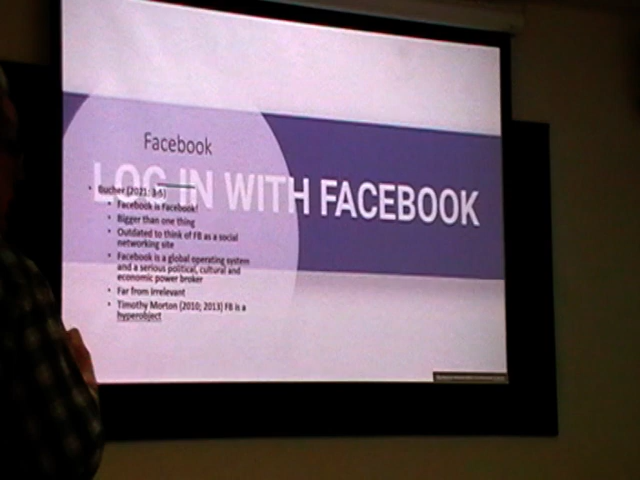 Facebook
LOG IN WITH FACEBOOK
• Bucher (2021: 3-5)
• Facebook is Facebook!
• Bigger than one thing
• Outdated to think of FB as a social
networking site
• Facebook is a global operating system
and a serious political, cultural and
economic power broker
• Far from irrelevant
• Timothy Morton (2010; 2013) FB is a
hyperobject